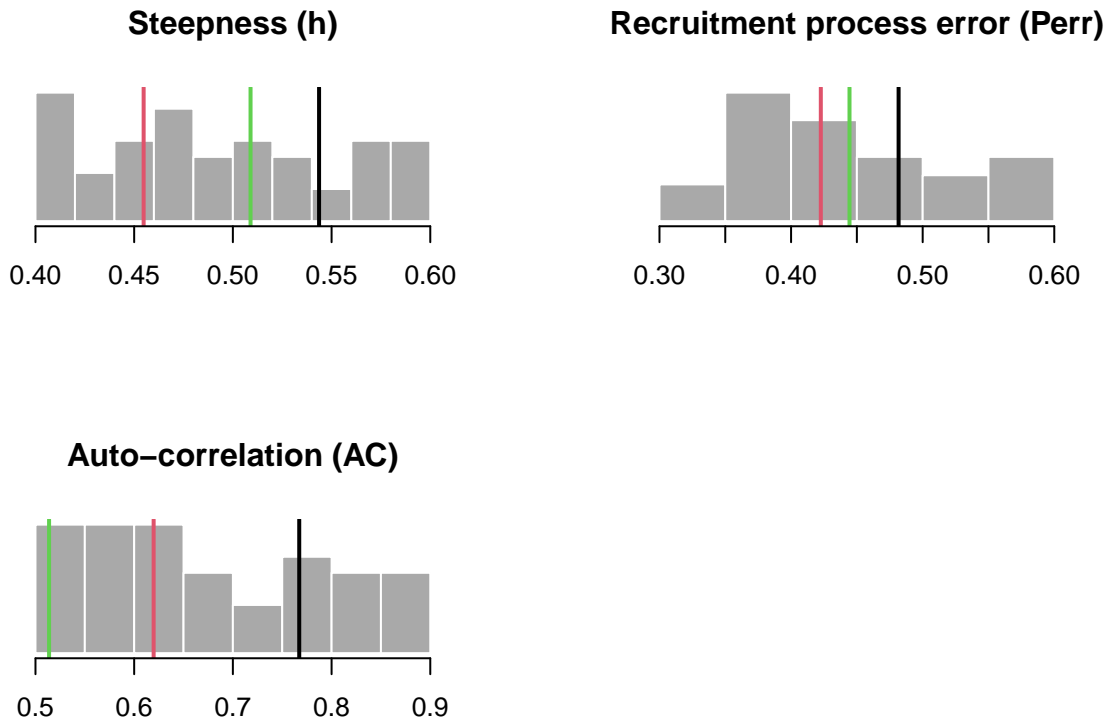 Steepness (h)
0.40 0.45 0.50 0.55 0.60
Recruitment process error (Perr)
0.30 0.40 0.50 0.60
Auto−correlation (AC)
0.5 0.6 0.7 0.8 0.9